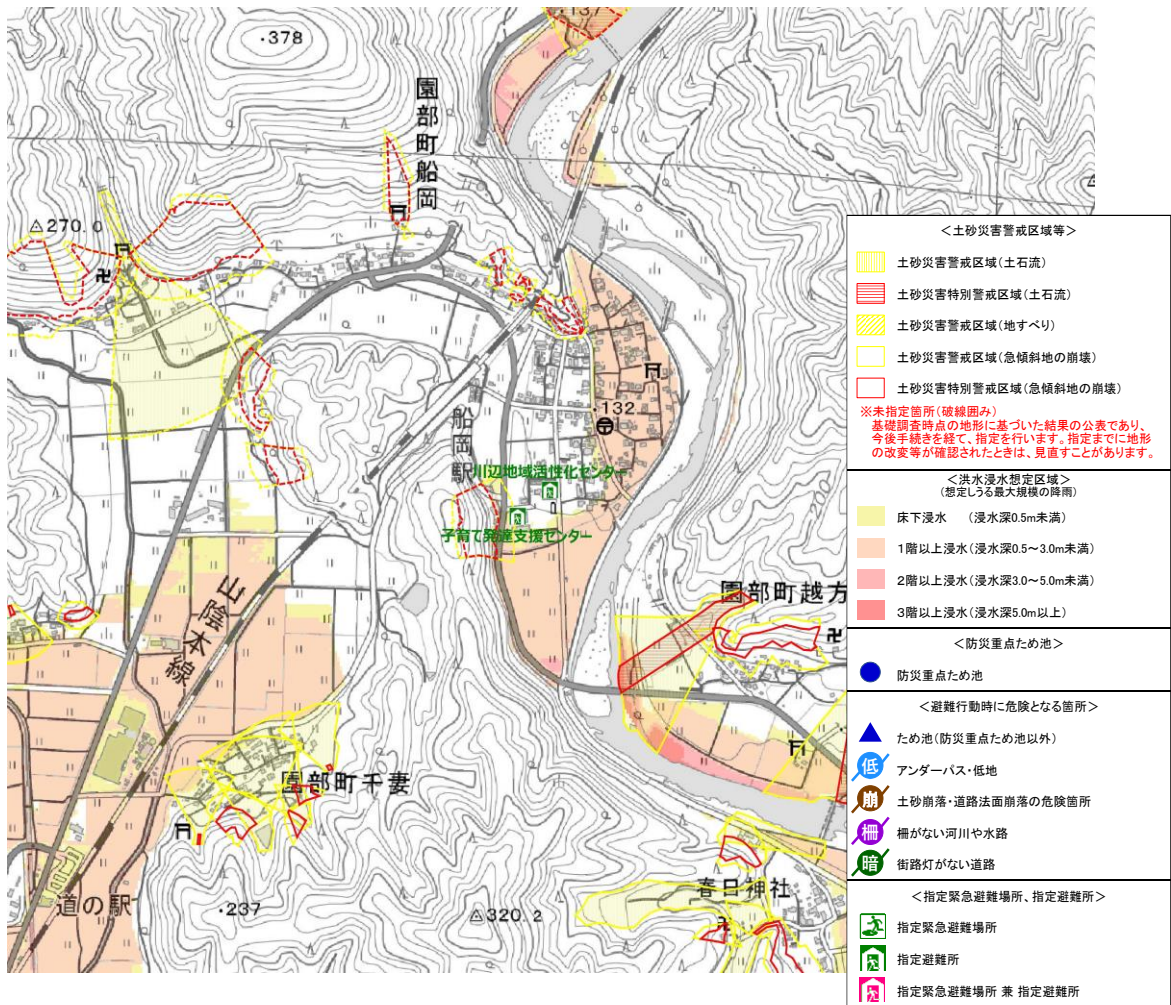 ・137
・378
園部町船岡
△270.0
・132
船岡駅
川辺地域活性化センター
子育て発達支援センター
山陰本線
園部町越方
園部町千妻
道の駅
・237
△320.2
春日神社
<土砂災害警戒区域等>
土砂災害警戒区域(土石流)
土砂災害特別警戒区域(土石流)
土砂災害警戒区域(地すべり)
土砂災害警戒区域(急傾斜地の崩壊)
土砂災害特別警戒区域(急傾斜地の崩壊)
※未指定箇所(破線囲み)
基礎調査時点の地形に基づいた結果の公表であり、
今後手続きを経て、指定を行います。指定までに地形
の改変等が確認されたときは、見直すことがあります。
<洪水浸水想定区域>
(想定しうる最大規模の降雨)
床下浸水 (浸水深0.5m未満)
1階以上浸水(浸水深0.5~3.0m未満)
2階以上浸水(浸水深3.0~5.0m未満)
3階以上浸水(浸水深5.0m以上)
<防災重点ため池>
防災重点ため池
<避難行動時に危険となる箇所>
ため池(防災重点ため池以外)
低 アンダーパス・低地
崩 土砂崩落・道路法面崩落の危険箇所
柵 柵がない河川や水路
暗 街路灯がない道路
<指定緊急避難場所、指定避難所>
指定緊急避難場所
指定避難所
指定緊急避難場所 兼 指定避難所